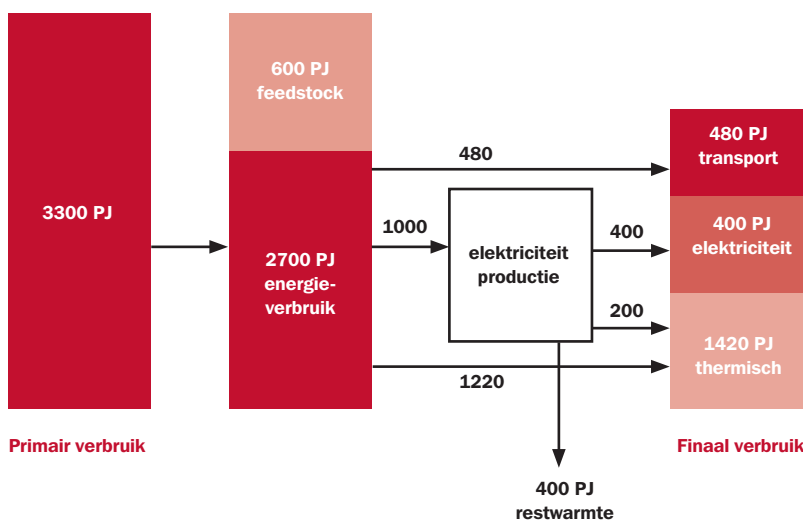 600 PJ
feedstock
480 PJ
transport
480
3300 PJ
1000
400
400 PJ
elektriciteit
elektriciteit
productie
2700 PJ
energie-
verbruik
200
1420 PJ
thermisch
1220
Primair verbruik
Finaal verbruik
400 PJ
restwarmte